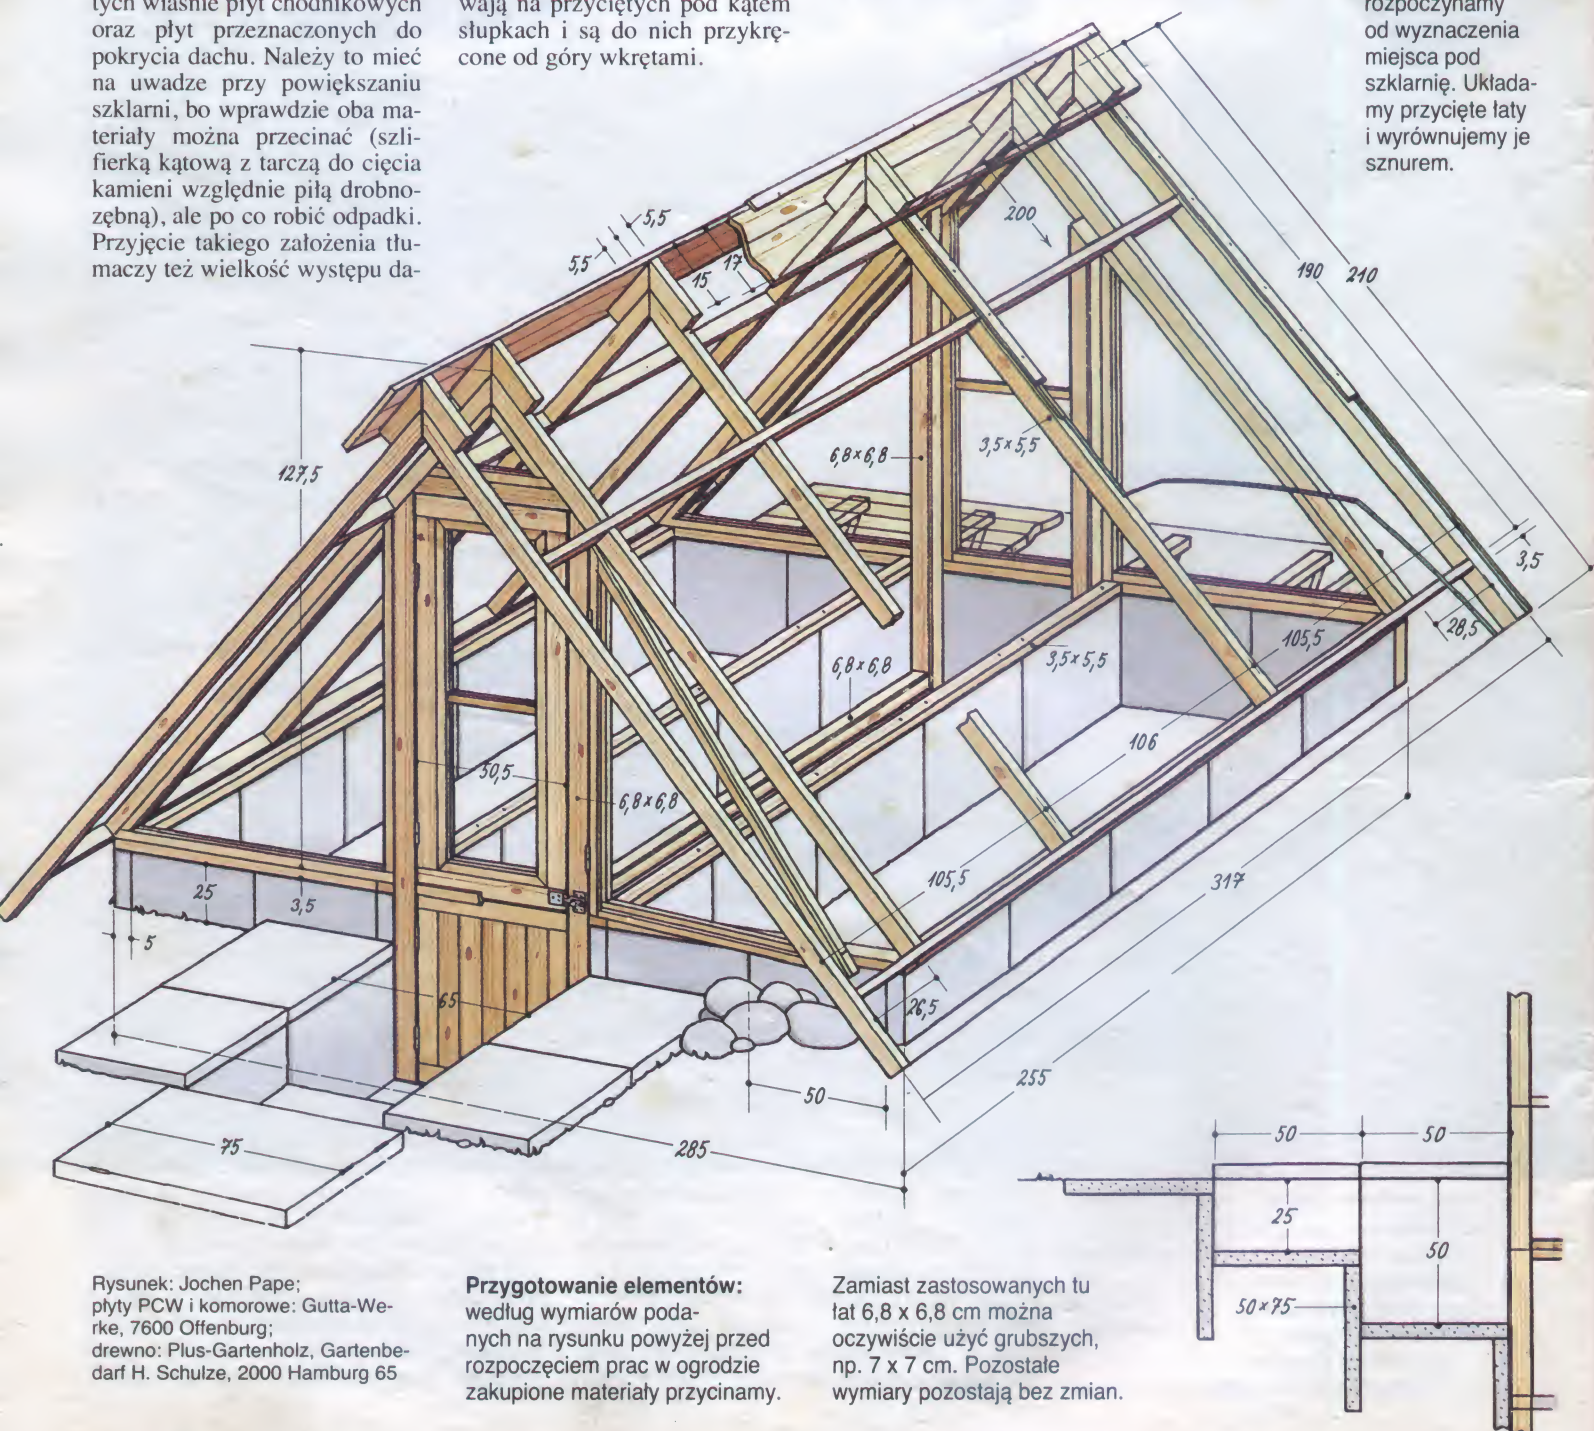 tych właśnie płyt chodnikowych
oraz płyt przeznaczonych do
pokrycia dachu. Należy to mieć
na uwadze przy powiększaniu
szklarni, bo wprawdzie oba ma-
teriały można przecinać (szli-
fierką kątową z tarczą do cięcia
kamieni względnie piłą drobno-
zębną), ale po co robić odpadki.
Przyjęcie takiego założenia tłu-
maczy też wielkość występu da-
wają na przyciętych pod kątem
słupkach i są do nich przykrę-
cone od góry wkrętami.
rozpoczynamy
od wyznaczenia
miejsca pod
szklarnię. Układa-
my przycięte łaty
i wyrównujemy je
sznurem.
5,5
5,5
15
17
200
190
210
127,5
6,8×6,8
3,5×5,5
3,5
28,5
105,5
6,8×6,8
3,5×5,5
106
50,5
6,8×6,8
105,5
317
25
3,5
5
65
26,5
255
50
75
285
50
50
25
50
50×75
Rysunek: Jochen Pape;
płyty PCW i komorowe: Gutta-We-
rke, 7600 Offenburg;
drewno: Plus-Gartenholz, Gartenbe-
darf H. Schulze, 2000 Hamburg 65
Przygotowanie elementów:
według wymiarów poda-
nych na rysunku powyżej przed
rozpoczęciem prac w ogrodzie
zakupione materiały przycinamy.
Zamiast zastosowanych tu
łat 6,8 x 6,8 cm można
oczywiście użyć grubszych,
np. 7 x 7 cm. Pozostałe
wymiary pozostają bez zmian.